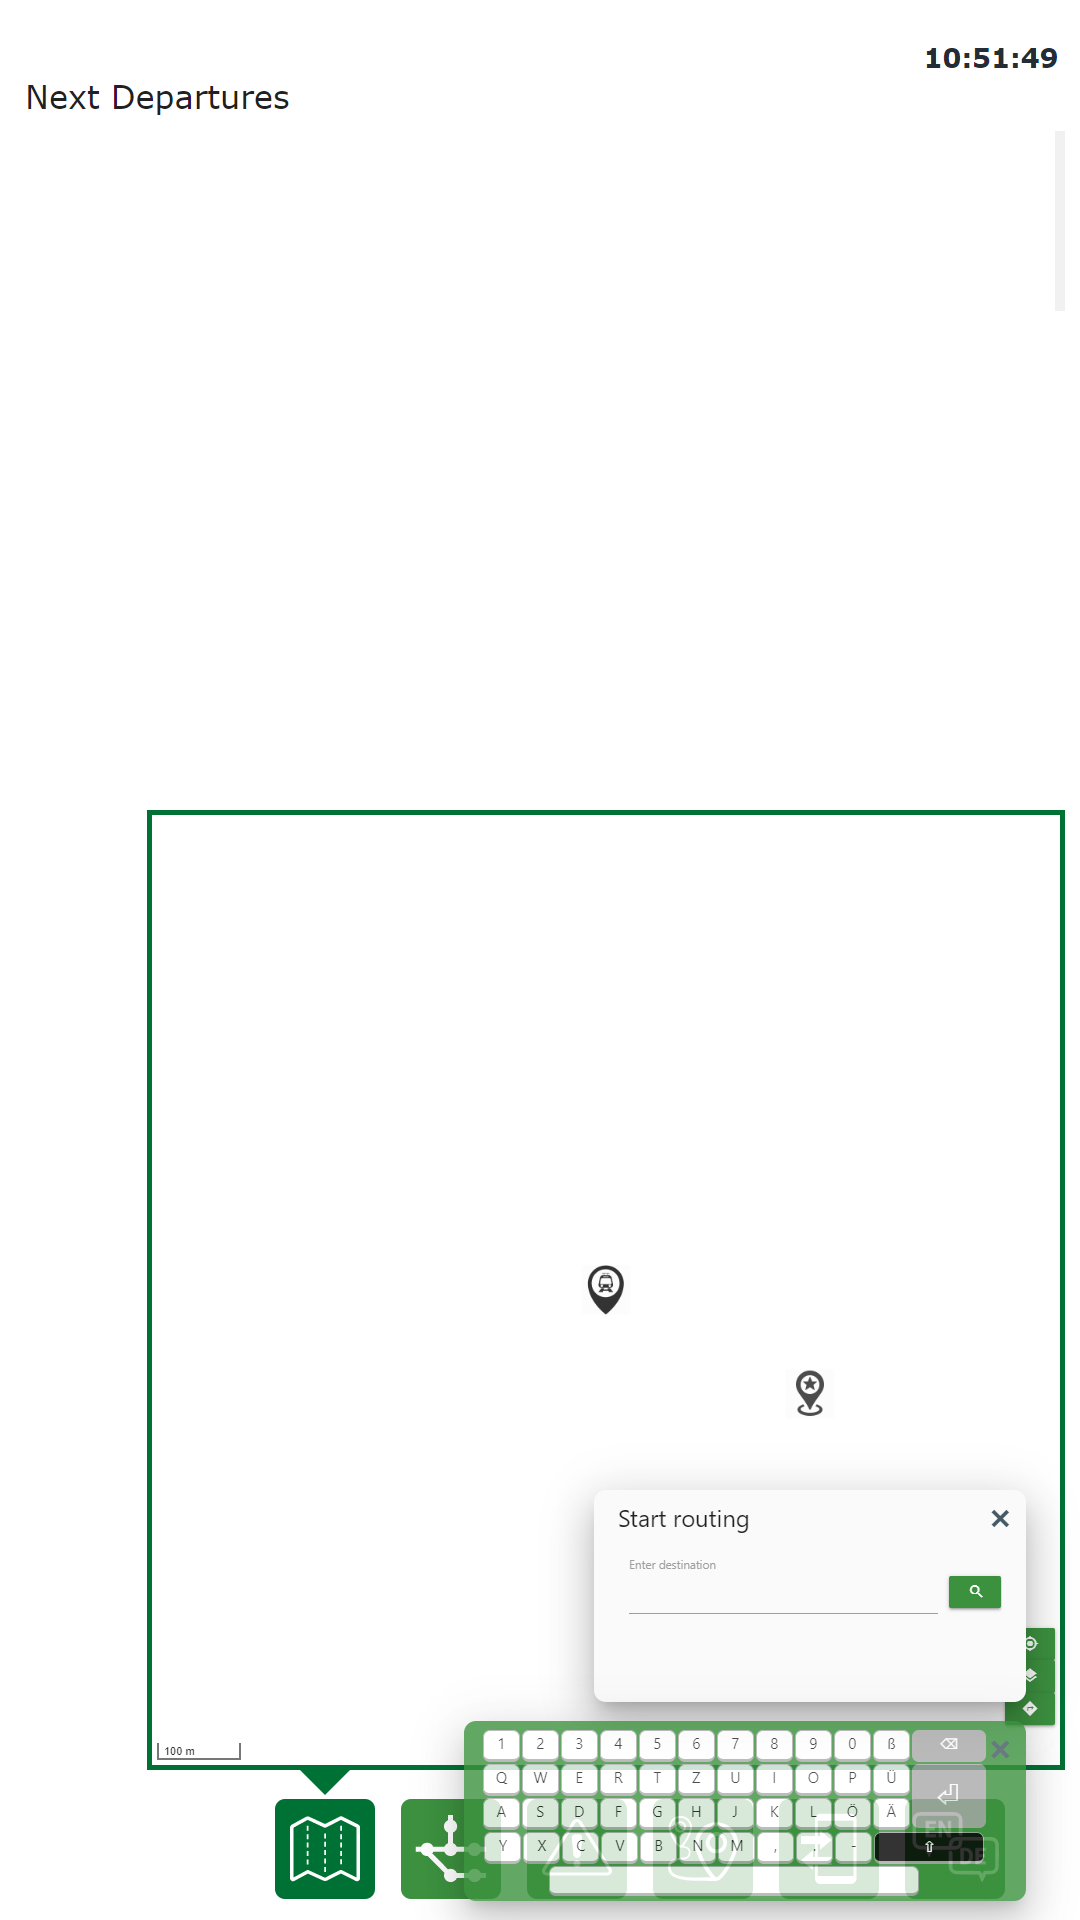 10:51:49
Next Departures
Start routing
Enter destination
100 m
1 2 3 4 5 6 7 8 9 0 ß
Q W E R T Z U I O P Ü
A S D F G H J K L Ö Ä
Y X C V B N M , . -
EN
DE